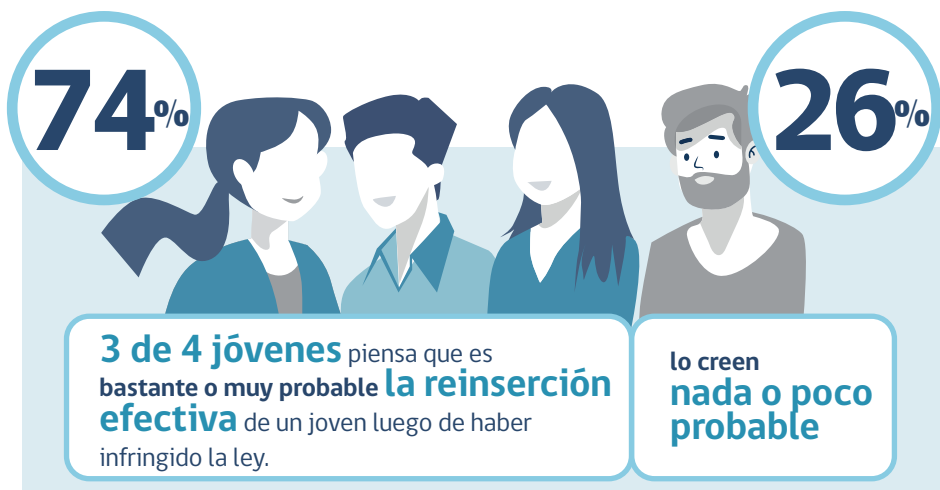 74%
26%
3 de 4 jóvenes piensa que es
bastante o muy probable la reinserción
efectiva de un joven luego de haber
infringido la ley.
lo creen
nada o poco
probable